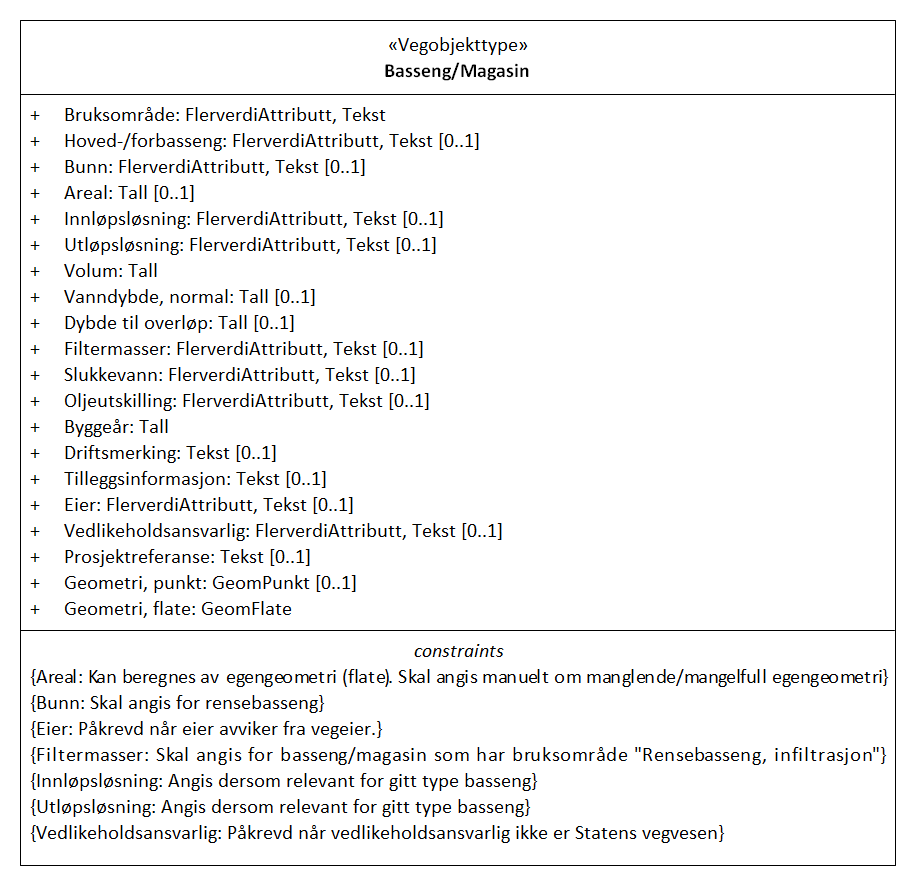 «Vegobjekttype»
Basseng/Magasin
+ Bruksområde: FlerverdiAttributt, Tekst
+ Hoved-/forbasseng: FlerverdiAttributt, Tekst [0..1]
+ Bunn: FlerverdiAttributt, Tekst [0..1]
+ Areal: Tall [0..1]
+ Innløpsløsning: FlerverdiAttributt, Tekst [0..1]
+ Utløpsløsning: FlerverdiAttributt, Tekst [0..1]
+ Volum: Tall
+ Vanndybde, normal: Tall [0..1]
+ Dybde til overløp: Tall [0..1]
+ Filtermasser: FlerverdiAttributt, Tekst [0..1]
+ Slukkevann: FlerverdiAttributt, Tekst [0..1]
+ Oljeutskilling: FlerverdiAttributt, Tekst [0..1]
+ Byggeår: Tall
+ Driftsmerking: Tekst [0..1]
+ Tilleggsinformasjon: Tekst [0..1]
+ Eier: FlerverdiAttributt, Tekst [0..1]
+ Vedlikeholdsansvarlig: FlerverdiAttributt, Tekst [0..1]
+ Prosjektreferanse: Tekst [0..1]
+ Geometri, punkt: GeomPunkt [0..1]
+ Geometri, flate: GeomFlate
constraints
{Areal: Kan beregnes av egengeometri (flate). Skal angis manuelt om manglende/mangelfull egengeometri}
{Bunn: Skal angis for rensebasseng}
{Eier: Påkrevd når eier avviker fra vegeier.}
{Filtermasser: Skal angis for basseng/magasin som har bruksområde "Rensebasseng, infiltrasjon"}
{Innløpsløsning: Angis dersom relevant for gitt type basseng}
{Utløpsløsning: Angis dersom relevant for gitt type basseng}
{Vedlikeholdsansvarlig: Påkrevd når vedlikeholdsansvarlig ikke er Statens vegvesen}